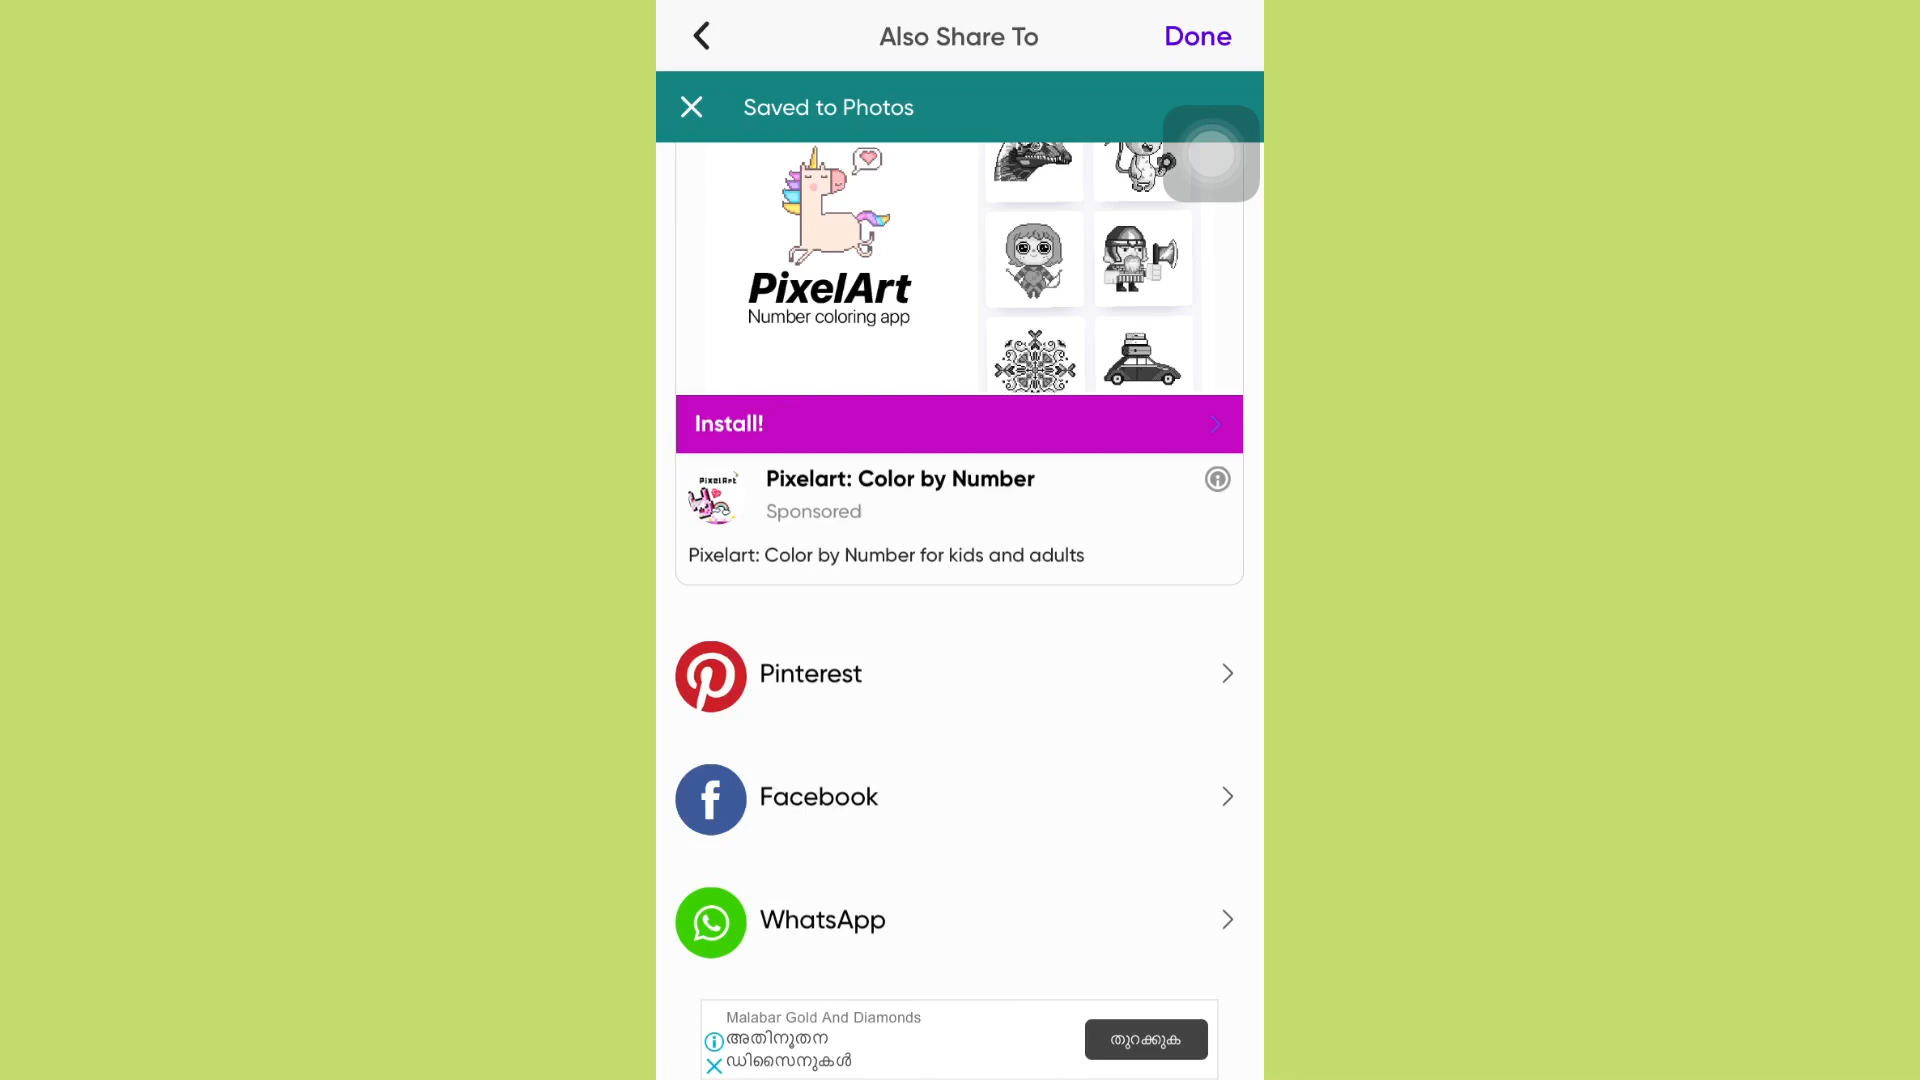 Also Share To
Done
Saved to Photos
PixelArt
Number coloring app
Install!
PixelArt
Pixelart: Color by Number
Sponsored
Pixelart: Color by Number for kids and adults
Pinterest
Facebook
WhatsApp
Malabar Gold And Diamonds
അതിനൂതന
ഡിസൈനുകൾ
തുറക്കുക